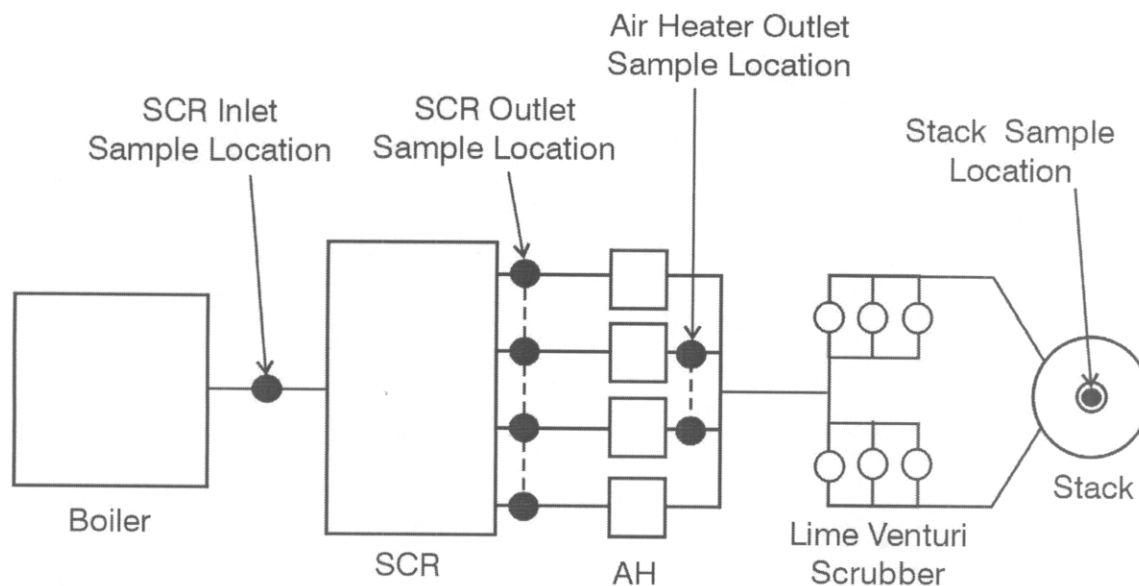 Air Heater Outlet
Sample Location
SCR Inlet
Sample Location
SCR Outlet
Sample Location
Stack Sample
Location
Boiler
SCR
AH
Lime Venturi
Scrubber
Stack